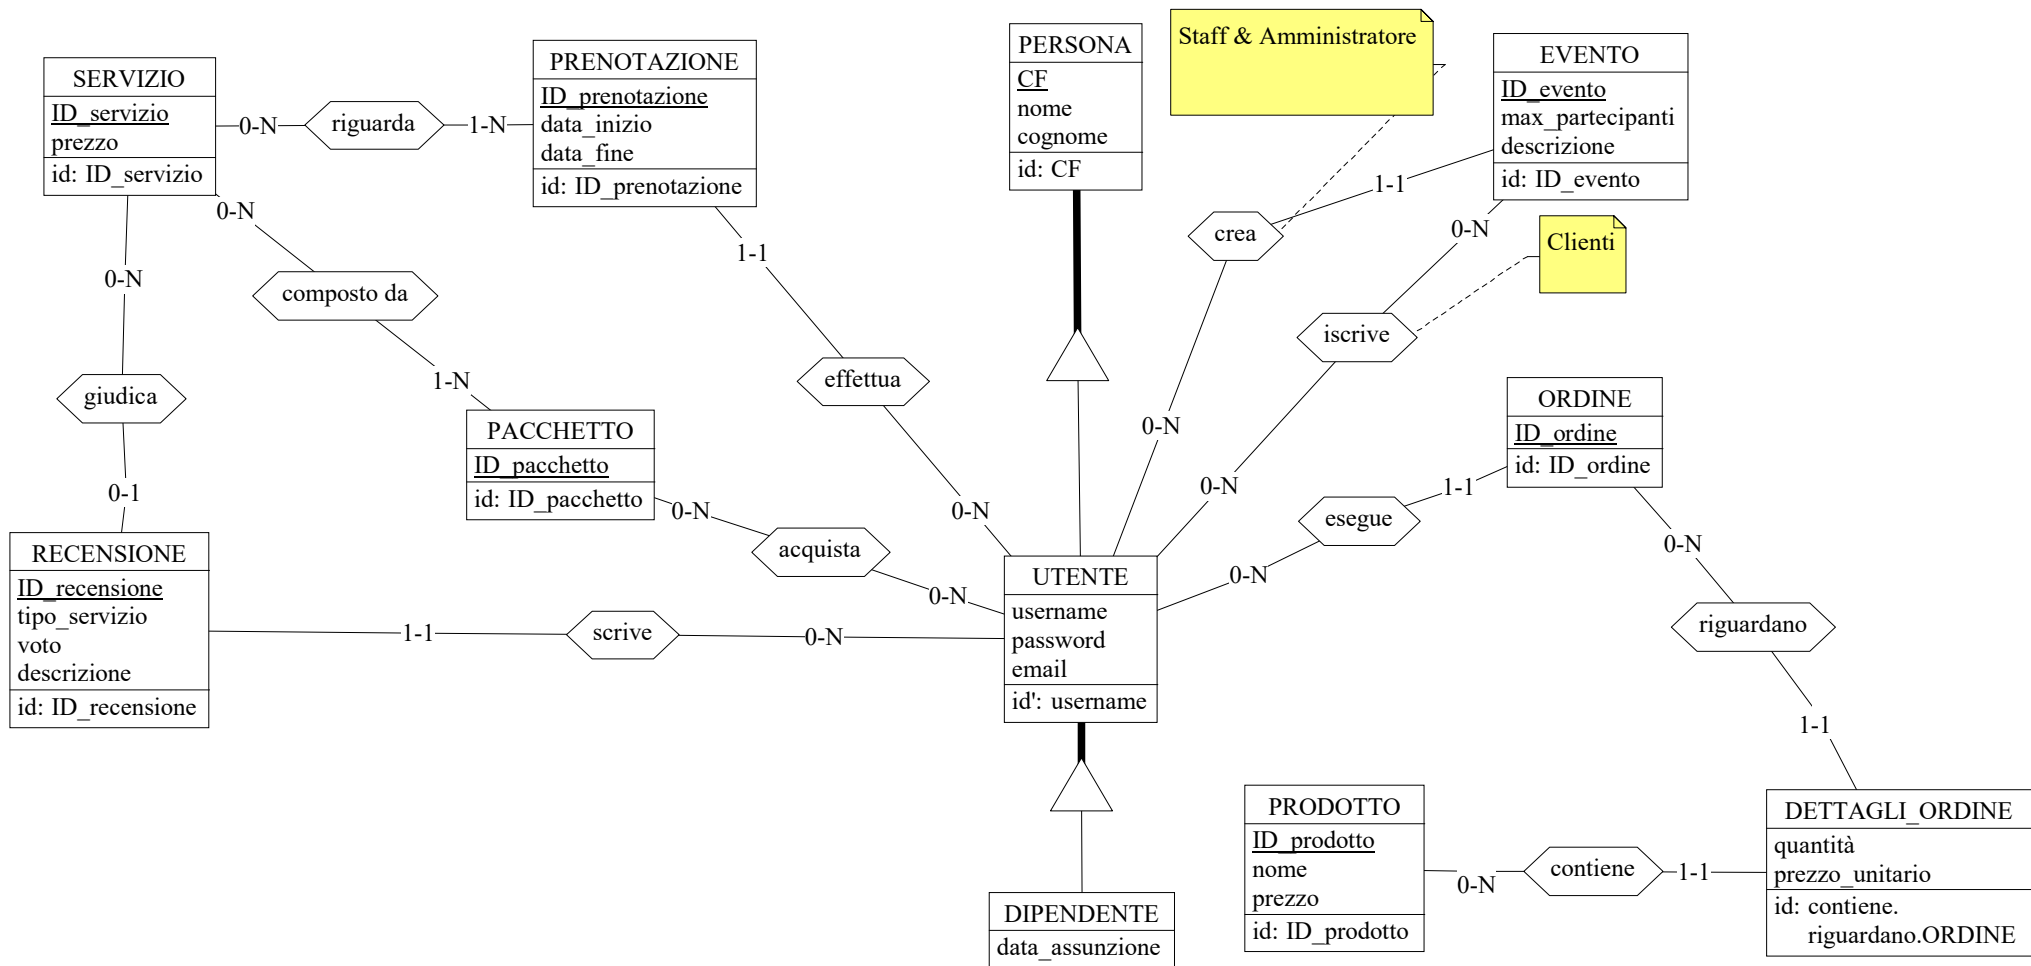 SERVIZIO
ID_servizio
prezzo
id: ID_servizio
0-N
riguarda
1-N
PRENOTAZIONE
ID_prenotazione
data_inizio
data_fine
id: ID_prenotazione
PERSONA
CF
nome
cognome
id: CF
Staff & Amministratore
EVENTO
ID_evento
max_partecipanti
descrizione
id: ID_evento
0-N
0-N
composto da
1-N
1-1
effettua
0-N
1-1
crea
0-N
0-N
Clienti
iscrive
0-N
giudica
0-1
PACCHETTO
ID_pacchetto
id: ID_pacchetto
0-N
acquista
0-N
ORDINE
ID_ordine
id: ID_ordine
1-1
esegue
0-N
0-N
riguardano
1-1
RECENSIONE
ID_recensione
tipo_servizio
voto
descrizione
id: ID_recensione
1-1
scrive
0-N
UTENTE
username
password
email
id': username
PRODOTTO
ID_prodotto
nome
prezzo
id: ID_prodotto
0-N
contiene
1-1
DETTAGLI_ORDINE
quantità
prezzo_unitario
id: contiene.
riguardano.ORDINE
DIPENDENTE
data_assunzione